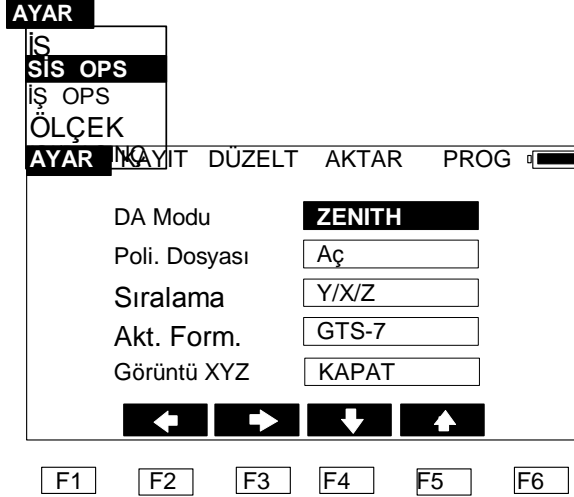 AYAR
İS
SİS OPS
İŞ OPS
ÖLÇEK
AYAR KAYIT DÜZELT AKTAR PROG
DA Modu ZENITH
Poli. Dosyası Aç
Sıralama Y/X/Z
Akt. Form. GTS-7
Görüntü XYZ KAPAT
F1 F2 F3 F4 F5 F6